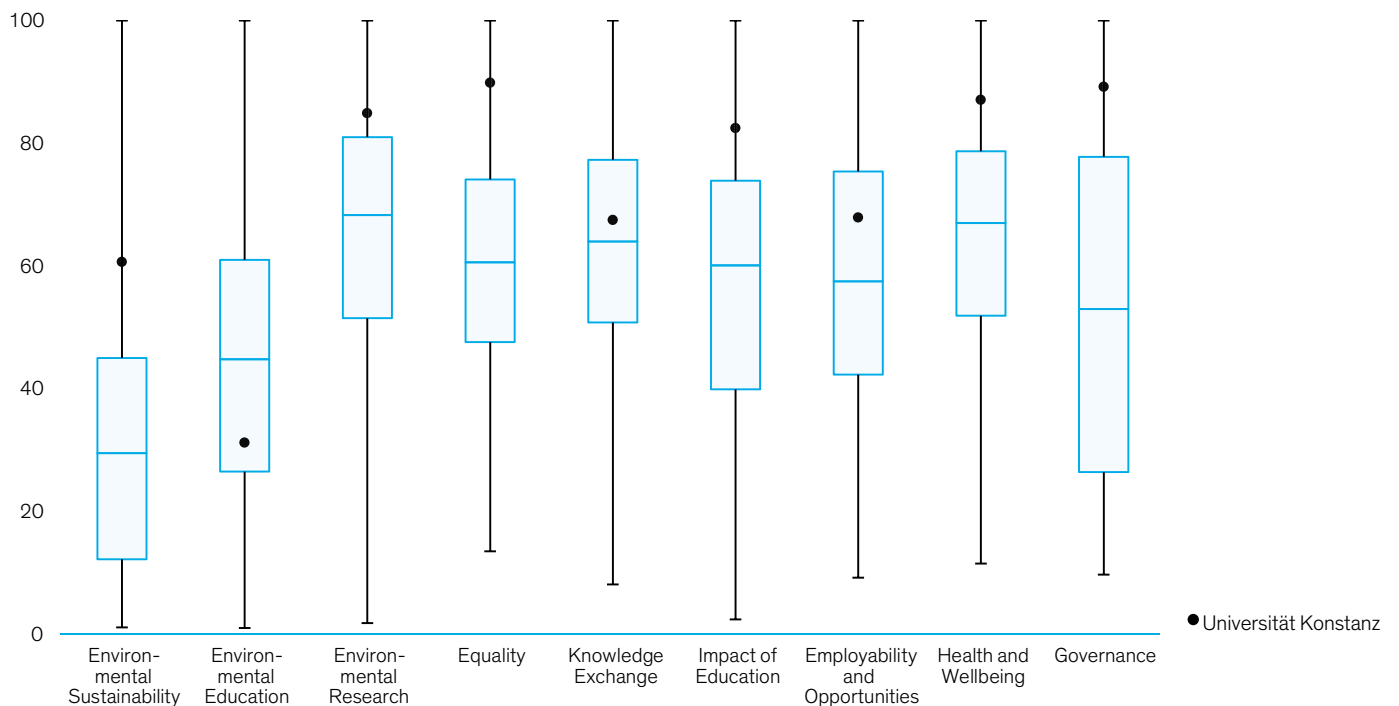 100
80
60
40
20
0
Environ-
mental
Sustainability
Environ-
mental
Education
Environ-
mental
Research
Equality
Knowledge
Exchange
Impact of
Education
Employability
and
Opportunities
Health and
Wellbeing
Governance
Universität Konstanz